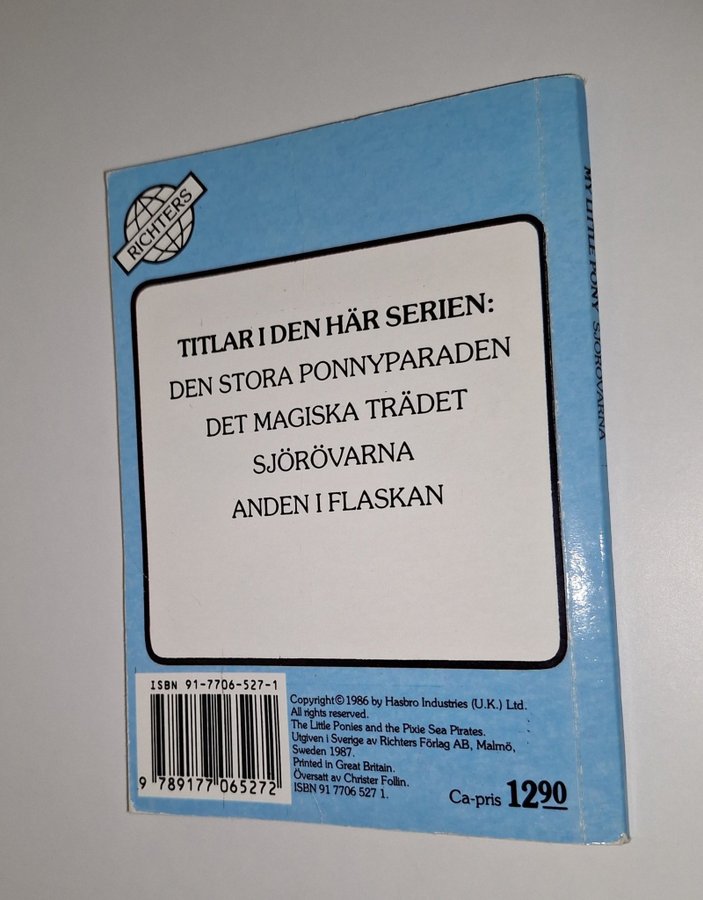 RICHTERS
TITLAR I DEN HÄR SERIEN:
DEN STORA PONNYPARADEN
DET MAGISKA TRÄDET
SJÖRÖVARNA
ANDEN I FLASKAN
MY LITTLE PONY SJÖRÖVARNA
ISBN 91-7706-527-1
9 789177 065272
Copyright © 1986 by Hasbro Industries (U.K.) Ltd.
All rights reserved.
The Little Ponies and the Pixie Sea Pirates.
Utgiven i Sverige av Richters Förlag AB, Malmö,
Sweden 1987.
Printed in Great Britain.
Översatt av Christer Follin.
ISBN 91 7706 527 1.
Ca-pris 1290